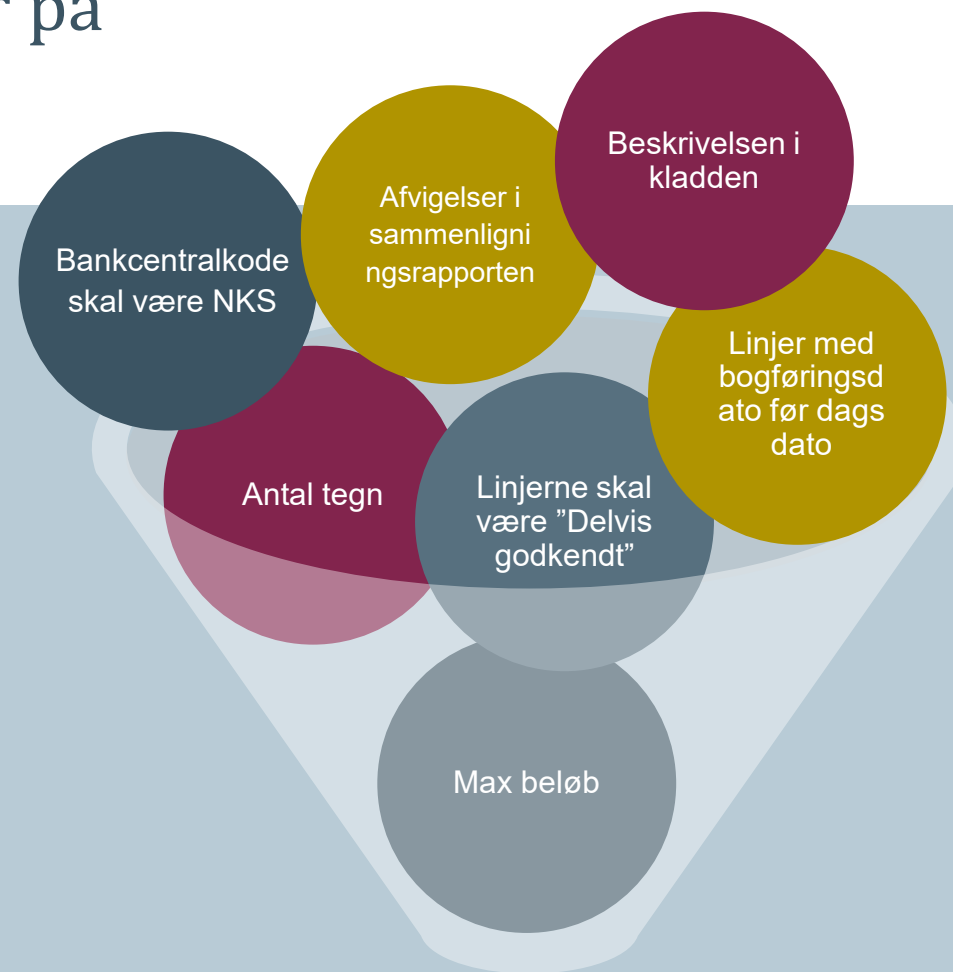 r på
Beskrivelsen i
kladden
Afvigelser i
sammenligni
ngsrapporten
Bankcentralkode
skal være NKS
Linjer med
bogføringsd
ato før dags
dato
Antal tegn
Linjerne skal
være ”Delvis
godkendt”
Max beløb